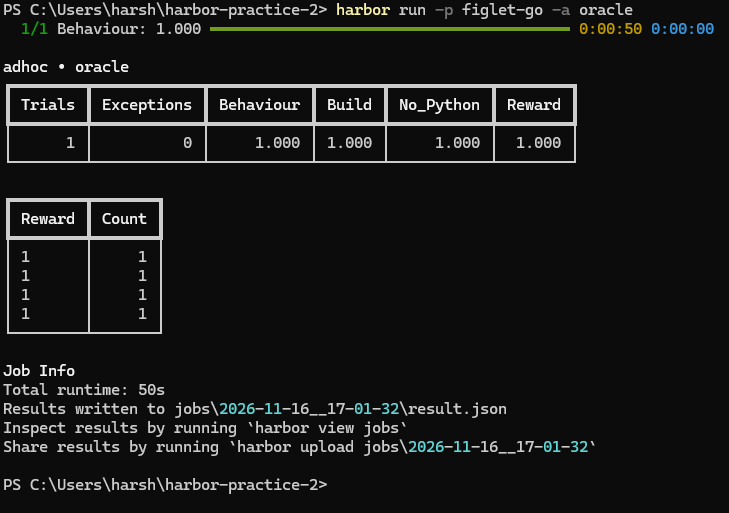 PS C:\Users\harsh\harbor-practice-2> harbor run -p figlet-go -a oracle
1/1 Behaviour: 1.000 0:00:50 0:00:00
adhoc • oracle
Trials Exceptions Behaviour Build No_Python Reward
1 0 1.000 1.000 1.000 1.000
Reward Count
1 1
1 1
1 1
1 1
Job Info
Total runtime: 50s
Results written to jobs\2026-11-16__17-01-32\result.json
Inspect results by running `harbor view jobs`
Share results by running `harbor upload jobs\2026-11-16__17-01-32`
PS C:\Users\harsh\harbor-practice-2>